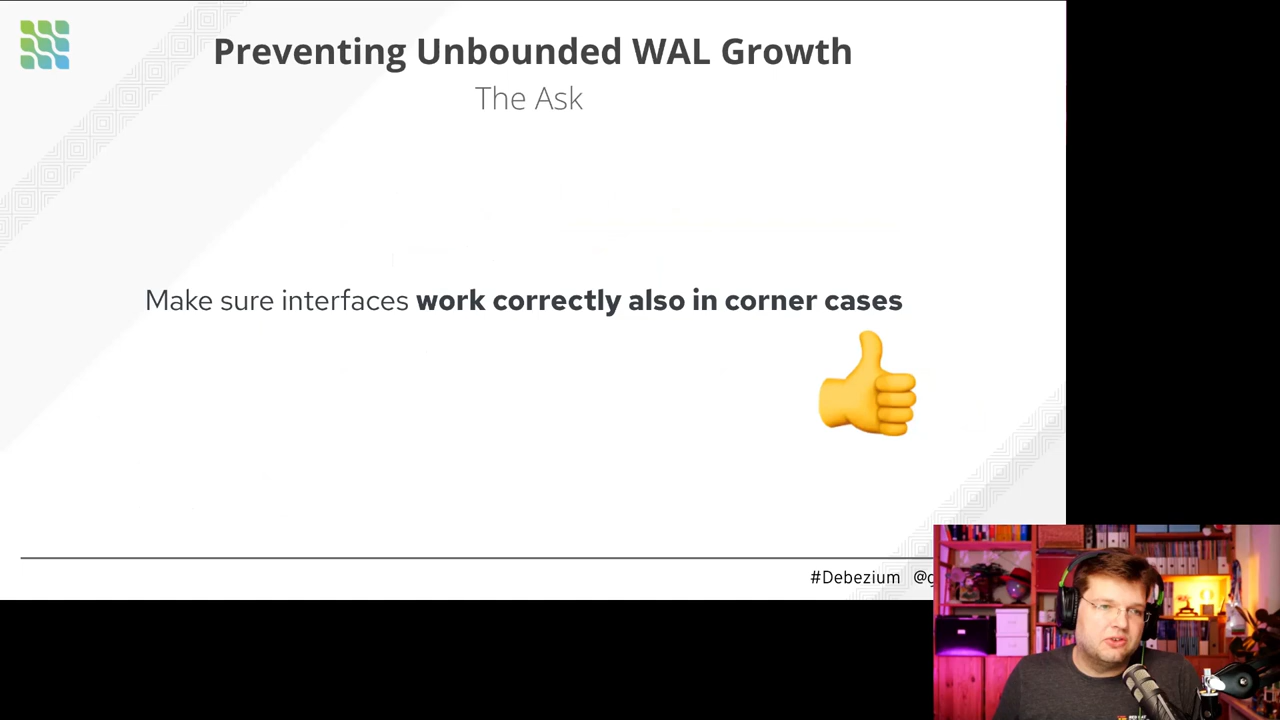 Preventing Unbounded WAL Growth
The Ask
Make sure interfaces work correctly also in corner cases
#Debezium @g